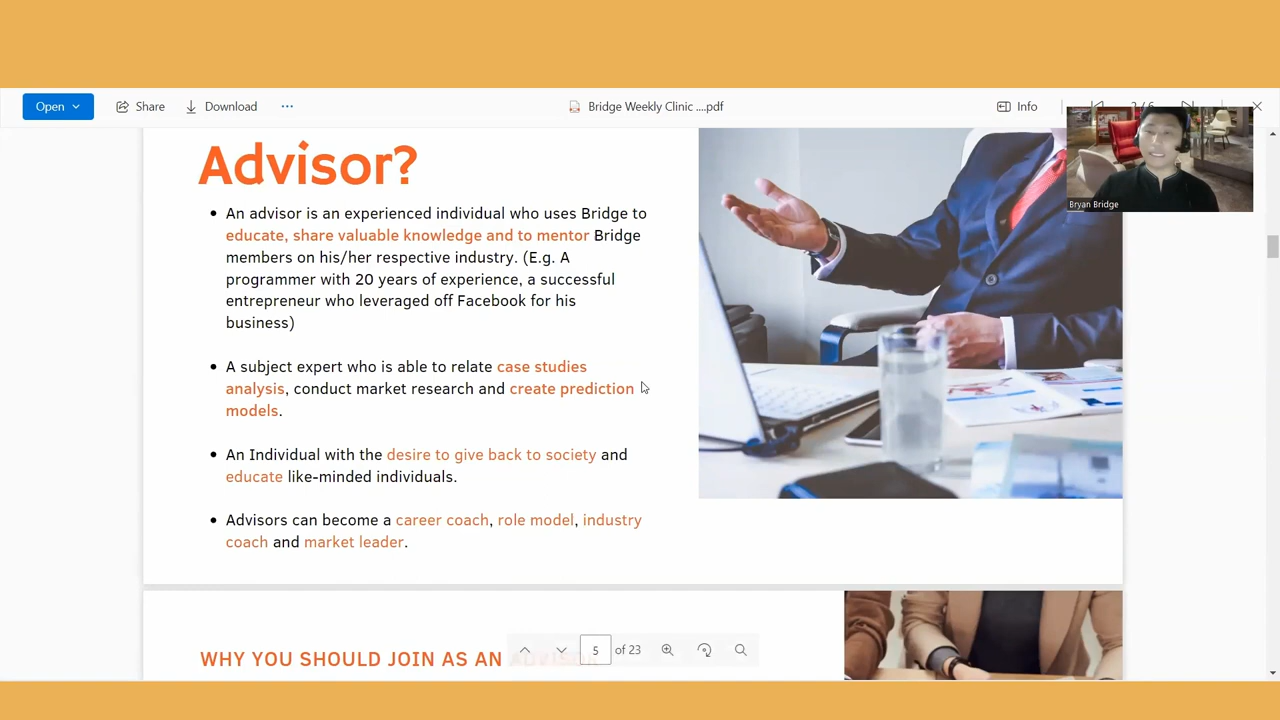 Open
Share
Download
Bridge Weekly Clinic ....pdf
Info
Bryan Bridge
Advisor?
• An advisor is an experienced individual who uses Bridge to
educate, share valuable knowledge and to mentor Bridge
members on his/her respective industry. (E.g. A
programmer with 20 years of experience, a successful
entrepreneur who leveraged off Facebook for his
business)
• A subject expert who is able to relate case studies
analysis, conduct market research and create prediction
models.
• An Individual with the desire to give back to society and
educate like-minded individuals.
• Advisors can become a career coach, role model, industry
coach and market leader.
WHY YOU SHOULD JOIN AS AN
5 of 23